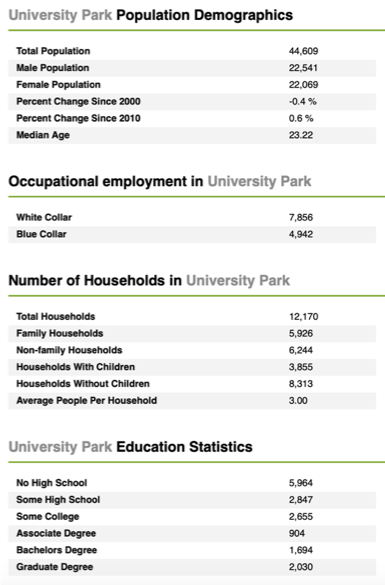 University Park Population Demographics
Total Population 44,609
Male Population 22,541
Female Population 22,069
Percent Change Since 2000 -0.4 %
Percent Change Since 2010 0.6 %
Median Age 23.22
Occupational employment in University Park
White Collar 7,856
Blue Collar 4,942
Number of Households in University Park
Total Households 12,170
Family Households 5,926
Non-family Households 6,244
Households With Children 3,855
Households Without Children 8,313
Average People Per Household 3.00
University Park Education Statistics
No High School 5,964
Some High School 2,847
Some College 2,655
Associate Degree 904
Bachelors Degree 1,694
Graduate Degree 2,030